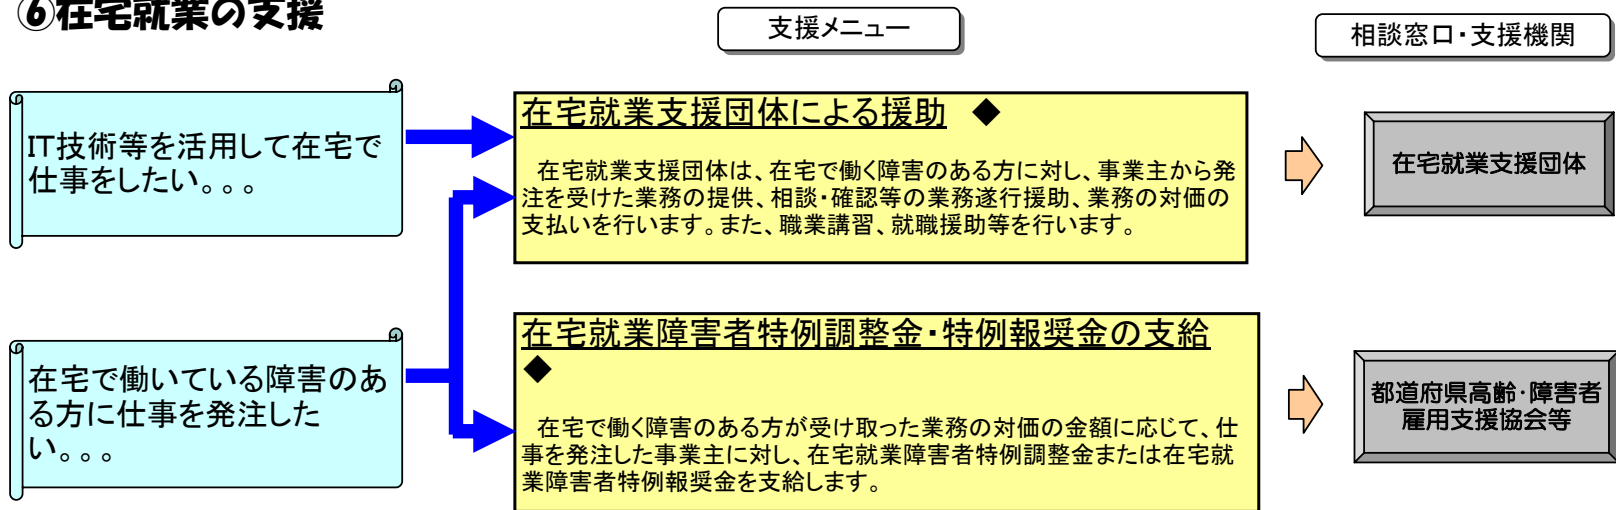 ⑥在宅就業の支援
支援メニュー
相談窓口・支援機関
IT技術等を活用して在宅で
仕事をしたい。。。
在宅就業支援団体による援助　◆
在宅就業支援団体は、在宅で働く障害のある方に対し、事業主から発
注を受けた業務の提供、相談・確認等の業務遂行援助、業務の対価の
支払いを行います。また、職業講習、就職援助等を行います。
在宅就業支援団体
在宅で働いている障害のあ
る方に仕事を発注した
い。。。
在宅就業障害者特例調整金・特例報奨金の支給
◆
在宅で働く障害のある方が受け取った業務の対価の金額に応じて、仕
事を発注した事業主に対し、在宅就業障害者特例調整金または在宅就
業障害者特例報奨金を支給します。
都道府県高齢・障害者
雇用支援協会等